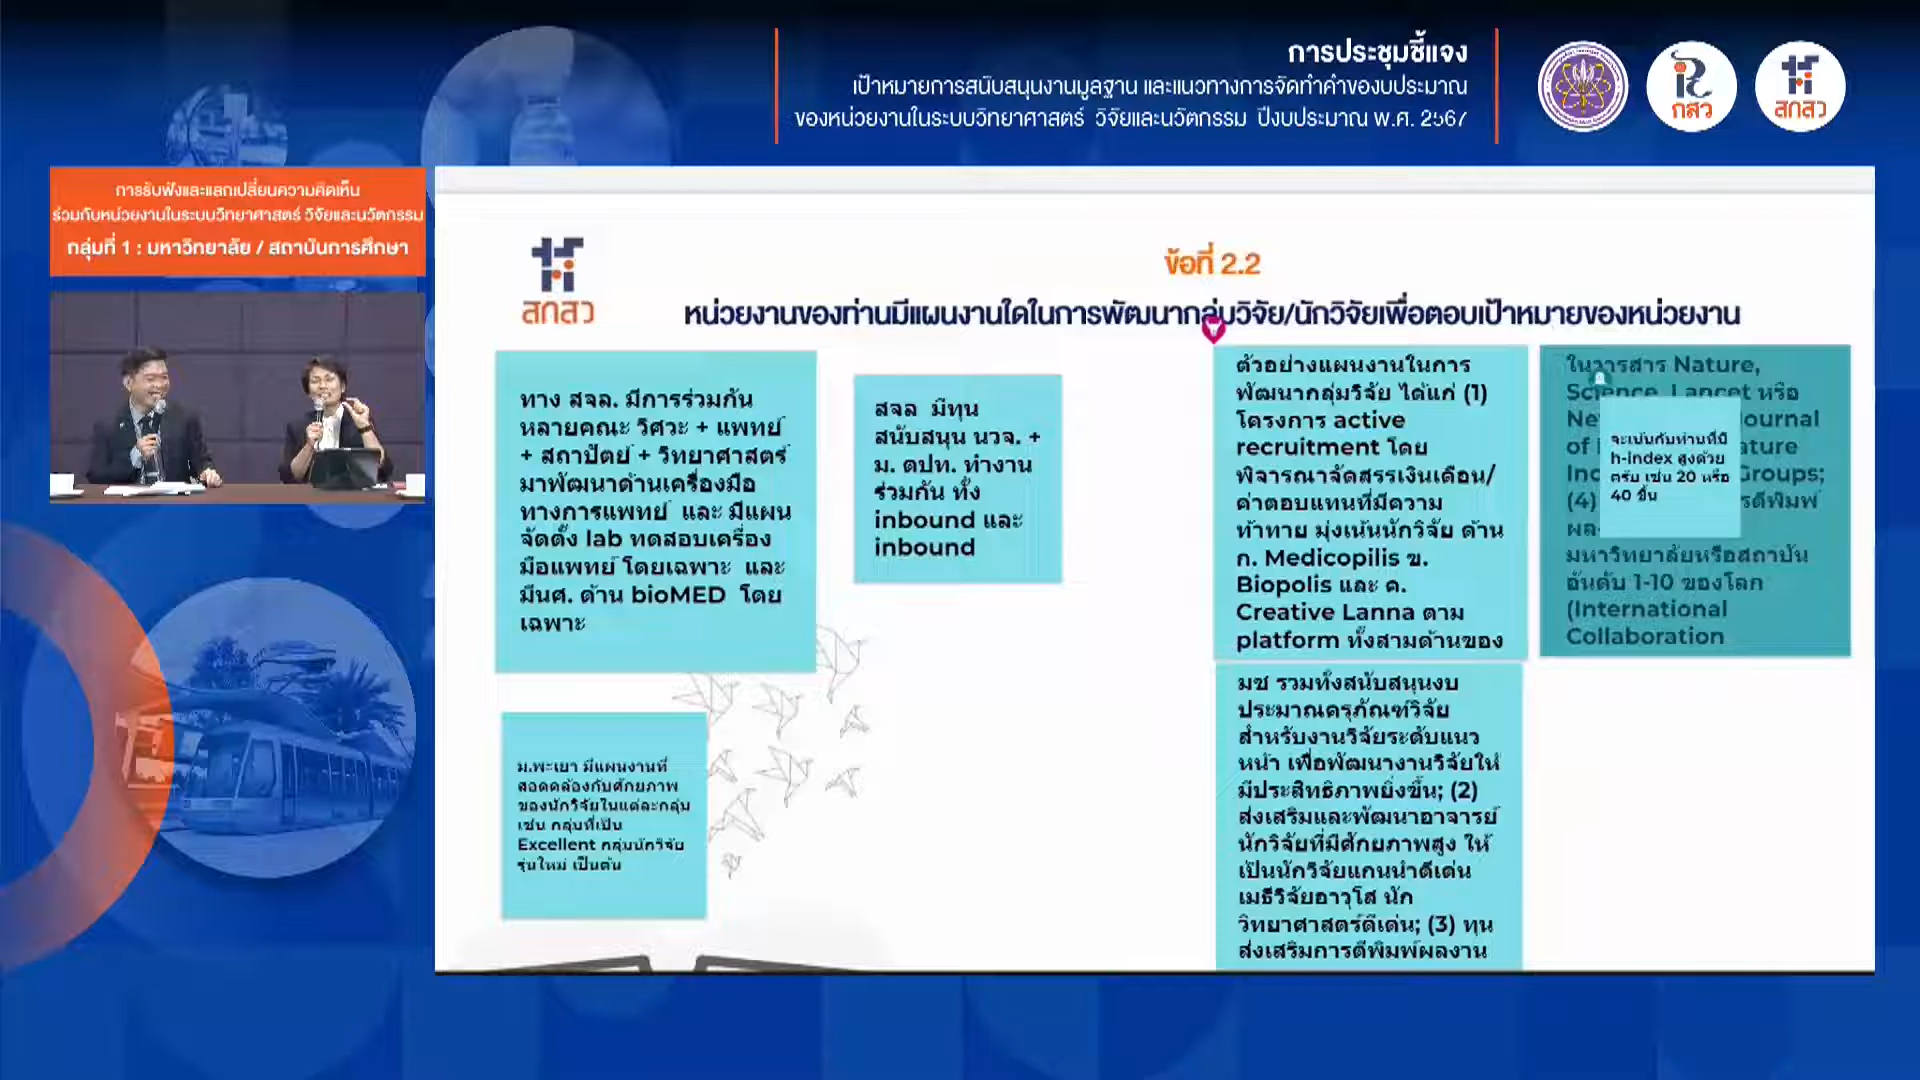 การประชุมชี้แจง
เป้าหมายการสนับสนุนงานมูลฐาน และแนวทางการจัดทำคำของบประมาณ
ของหน่วยงานในระบบวิทยาศาสตร์ วิจัยและนวัตกรรม ปีงบประมาณ พ.ศ. 2567
กสว
สกสว
การรับฟังและแลกเปลี่ยนความคิดเห็น
ร่วมกับหน่วยงานในระบบวิทยาศาสตร์ วิจัยและนวัตกรรม
กลุ่มที่ 1 : มหาวิทยาลัย / สถาบันการศึกษา
สกสว
ข้อที่ 2.2
หน่วยงานของท่านมีแผนงานใดในการพัฒนากลุ่มวิจัย/นักวิจัยเพื่อตอบเป้าหมายของหน่วยงาน
ทาง สจล. มีการร่วมกัน
หลายคณะ วิศวะ + แพทย์
+ สถาปัตย์ + วิทยาศาสตร์
มาพัฒนาด้านเครื่องมือ
ทางการแพทย์ และ มีแผน
จัดตั้ง lab ทดสอบเครื่อง
มือแพทย์ โดยเฉพาะ และ
มีนศ. ด้าน bioMED โดย
เฉพาะ
สจล มีทุน
สนับสนุน นวจ. +
ม. ตปท. ทำงาน
ร่วมกัน ทั้ง
inbound และ
inbound
ม.พะเยา มีแผนงานที่
สอดคล้องกับศักยภาพ
ของนักวิจัยในแต่ละกลุ่ม
เช่น กลุ่มที่เป็น
Excellent กลุ่มนักวิจัย
รุ่นใหม่ เป็นต้น
ตัวอย่างแผนงานในการ
พัฒนากลุ่มวิจัย ได้แก่ (1)
โครงการ active
recruitment โดย
พิจารณาจัดสรรเงินเดือน/
ค่าตอบแทนที่มีความ
ท้าทาย มุ่งเน้นนักวิจัย ด้าน
ก. Medicopilis ข.
Biopolis และ ค.
Creative Lanna ตาม
platform ทั้งสามด้านของ
มช รวมทั้งสนับสนุนงบ
ประมาณครุภัณฑ์วิจัย
สำหรับงานวิจัยระดับแนว
หน้า เพื่อพัฒนางานวิจัยให้
มีประสิทธิภาพยิ่งขึ้น; (2)
ส่งเสริมและพัฒนาอาจารย์
นักวิจัยที่มีศักยภาพสูง ให้
เป็นนักวิจัยแกนนำดีเด่น
เมธีวิจัยอาวุโส นัก
วิทยาศาสตร์ดีเด่น; (3) ทุน
ส่งเสริมการตีพิมพ์ผลงาน
ในวารสาร Nature,
Science, Lancet หรือ
ournal
of ature
Groups;
(4) รตีพิมพ์
มหาวิทยาลัยหรือสถาบัน
อันดับ 1-10 ของโลก
(International
Collaboration
จะเน้นกับท่านที่มี
h-index สูงด้วย
ครับ เช่น 20 หรือ
40 ขึ้น